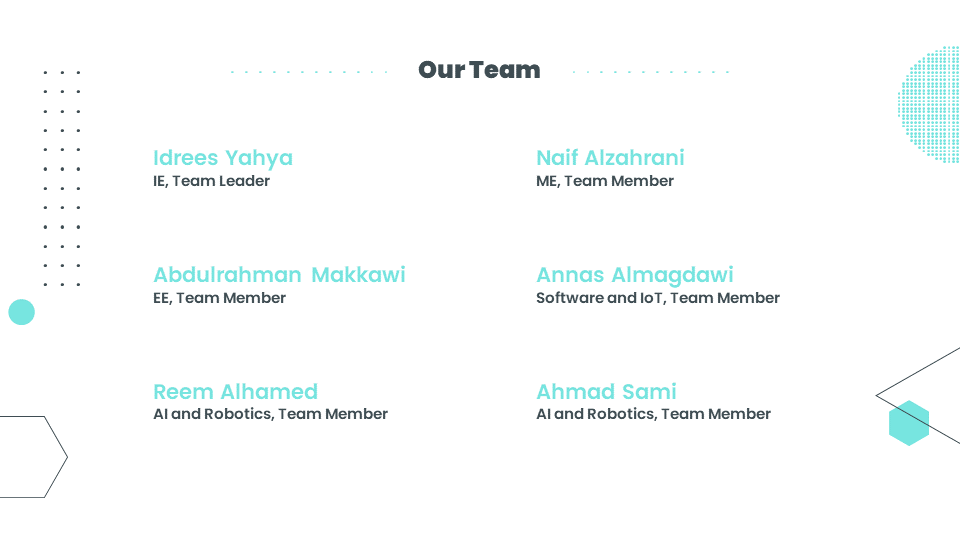 Our Team
Idrees Yahya
IE, Team Leader
Naif Alzahrani
ME, Team Member
Abdulrahman Makkawi
EE, Team Member
Annas Almagdawi
Software and IoT, Team Member
Reem Alhamed
AI and Robotics, Team Member
Ahmad Sami
AI and Robotics, Team Member